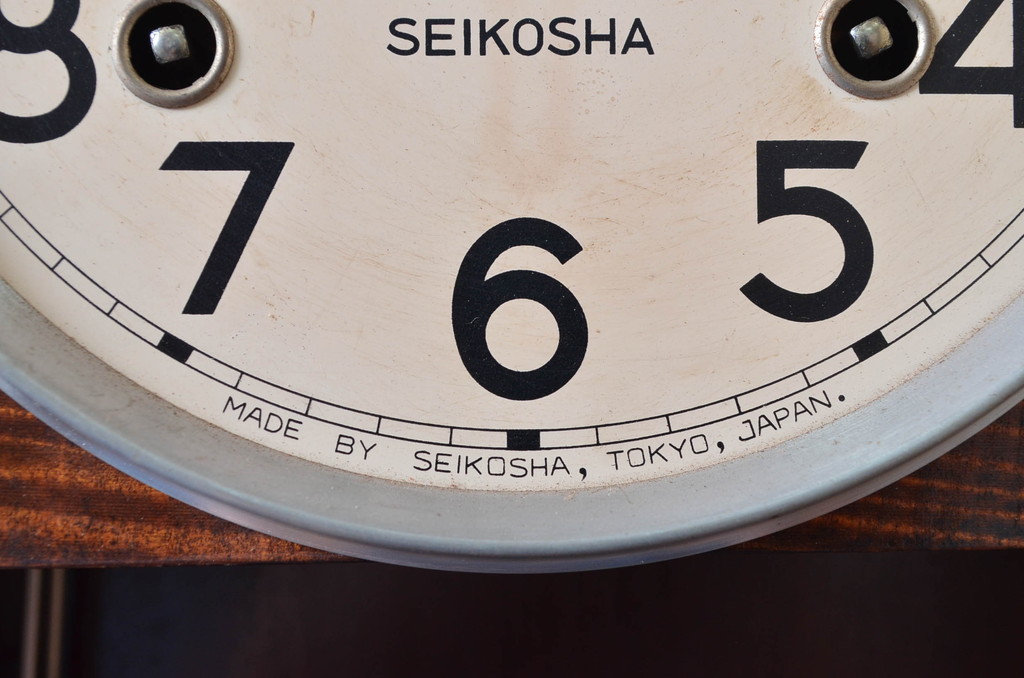 SEIKOSHA
8 4
7 6 5
MADE BY SEIKOSHA, TOKYO, JAPAN.